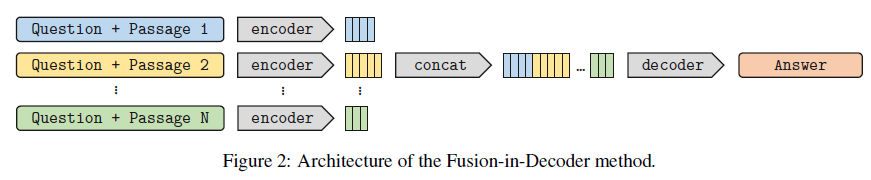 Question + Passage 1 encoder
Question + Passage 2 encoder concat … decoder Answer
⋮ ⋮ ⋮
Question + Passage N encoder
Figure 2: Architecture of the Fusion-in-Decoder method.